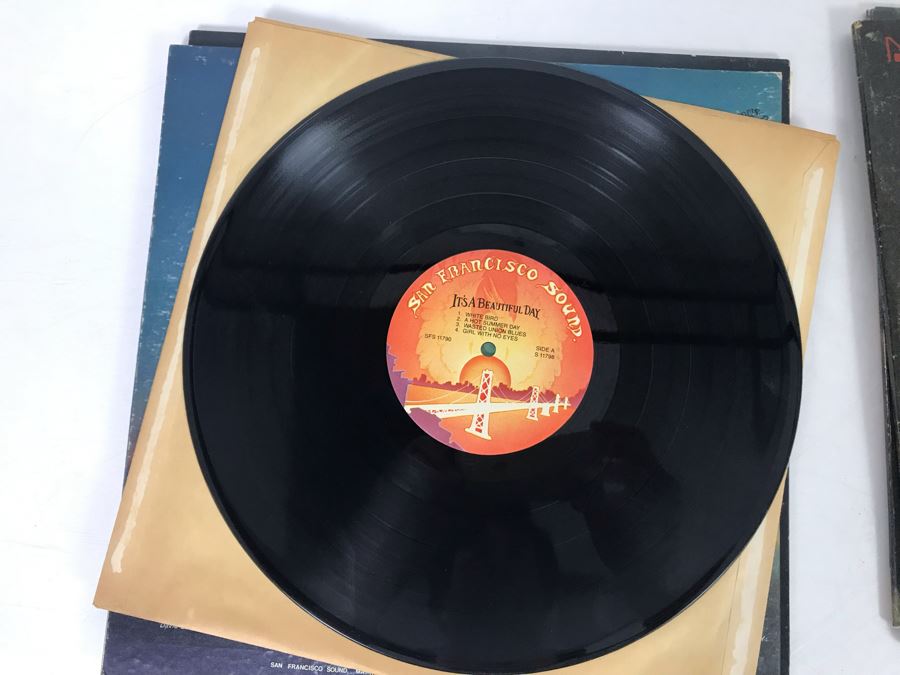 SAN FRANCISCO SOUND.
IT'S A BEAUTIFUL DAY
1. WHITE BIRD
2. A HOT SUMMER DAY
3. WASTED UNION BLUES
4. GIRL WITH NO EYES
SFS 11790
SIDE A
S 11798
SAN FRANCISCO SOUND